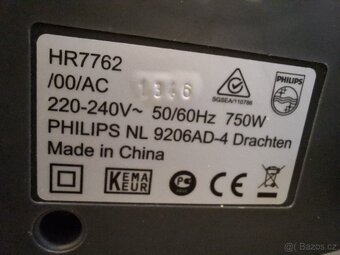 HR7762
/00/AC 1346
SGSEA/110786
PHILIPS
220-240V~ 50/60Hz 750W
PHILIPS NL 9206AD-4 Drachten
Made in China
KEMA
EUR
CE
Bazos.cz